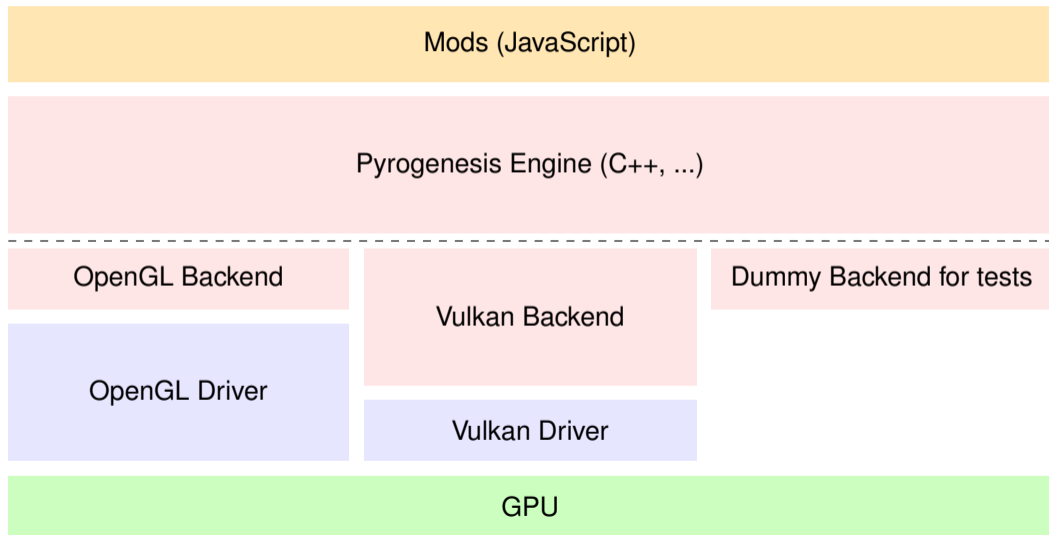 Mods (JavaScript)
Pyrogenesis Engine (C++, ...)
OpenGL Backend
Vulkan Backend
Dummy Backend for tests
OpenGL Driver
Vulkan Driver
GPU